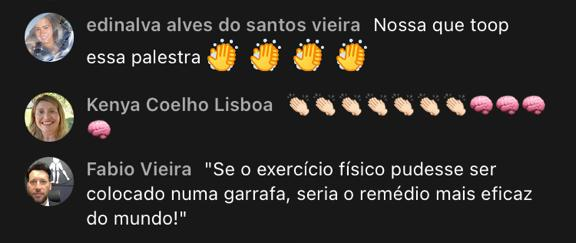 edinalva alves do santos vieira Nossa que toop
essa palestra 👏 👏 👏 👏
Kenya Coelho Lisboa 👏🏻👏🏻👏🏻👏🏻👏🏻👏🏻👏🏻🧠🧠🧠
🧠
Fabio Vieira "Se o exercício físico pudesse ser
colocado numa garrafa, seria o remédio mais eficaz
do mundo!"